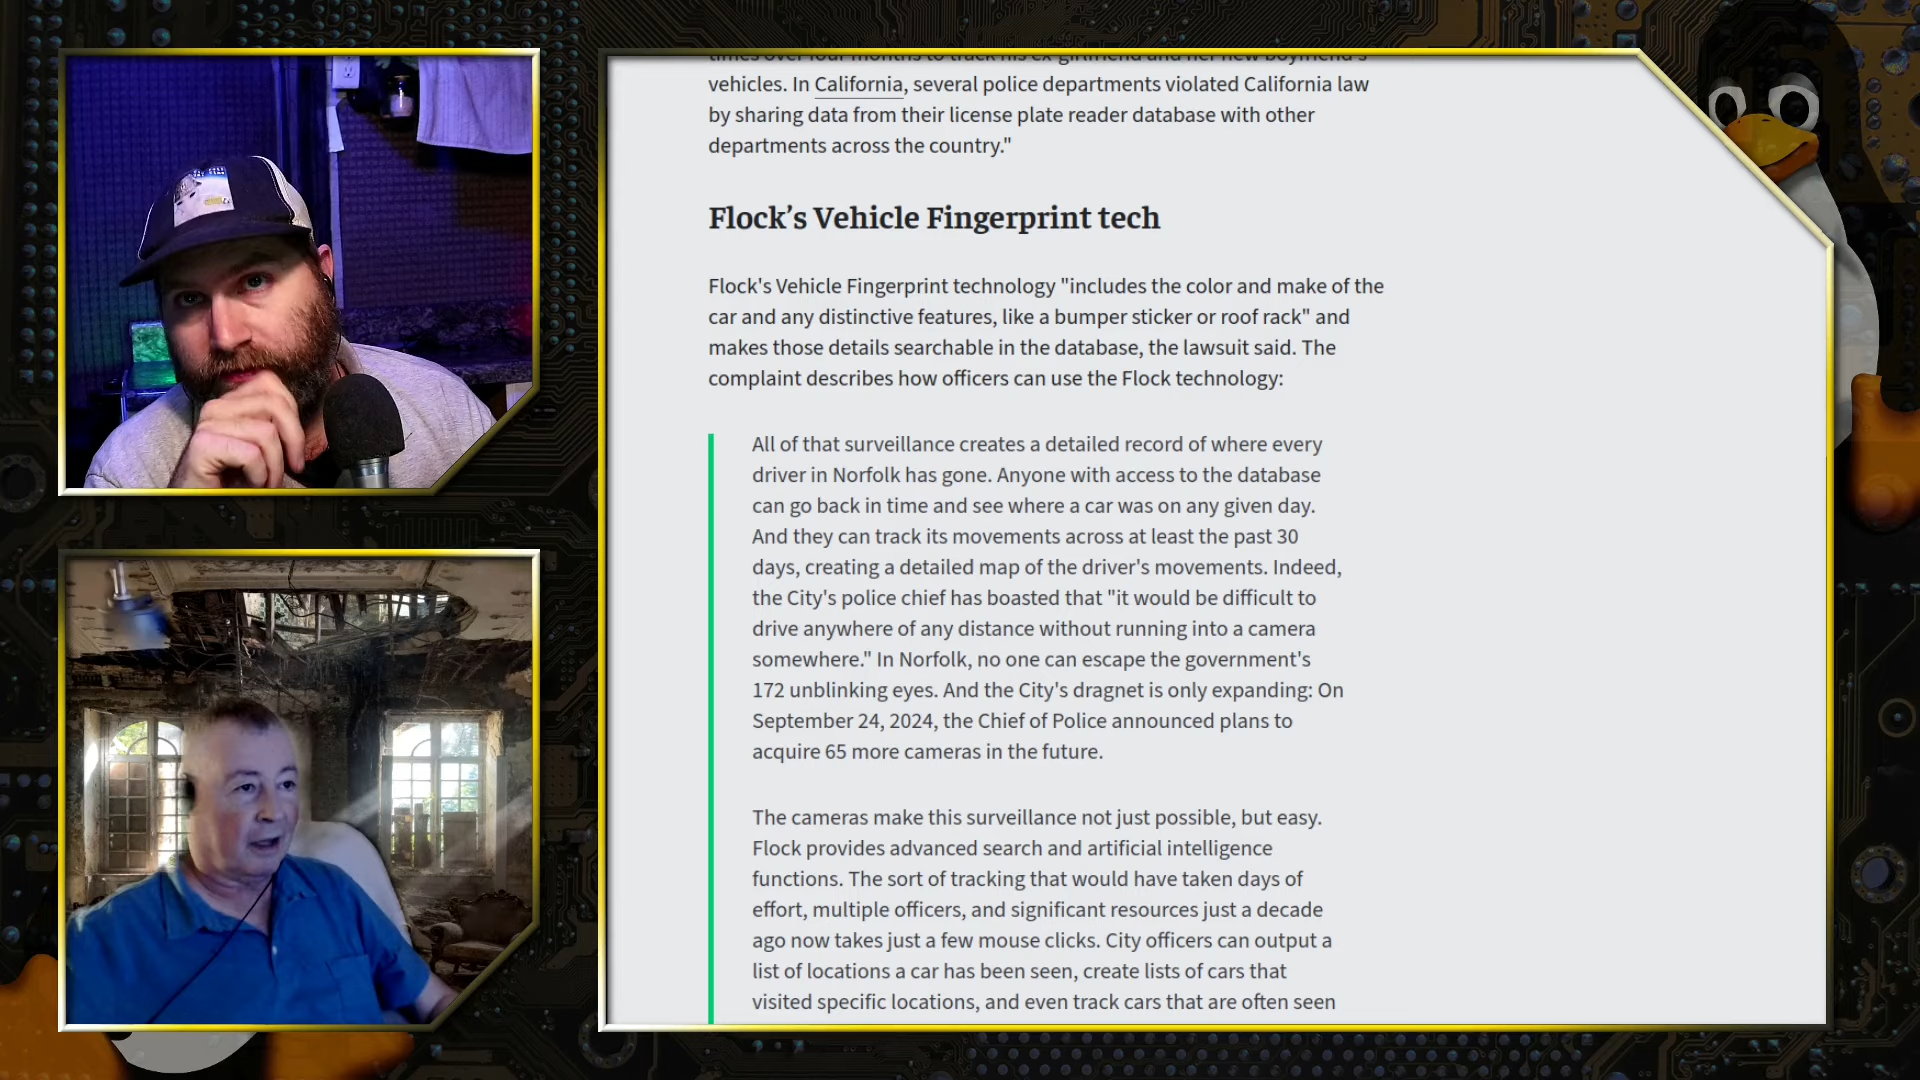 times over four months to track his ex-girlfriend and her new boyfriend's
vehicles. In California, several police departments violated California law
by sharing data from their license plate reader database with other
departments across the country."
Flock’s Vehicle Fingerprint tech
Flock's Vehicle Fingerprint technology "includes the color and make of the
car and any distinctive features, like a bumper sticker or roof rack" and
makes those details searchable in the database, the lawsuit said. The
complaint describes how officers can use the Flock technology:
All of that surveillance creates a detailed record of where every
driver in Norfolk has gone. Anyone with access to the database
can go back in time and see where a car was on any given day.
And they can track its movements across at least the past 30
days, creating a detailed map of the driver's movements. Indeed,
the City's police chief has boasted that "it would be difficult to
drive anywhere of any distance without running into a camera
somewhere." In Norfolk, no one can escape the government's
172 unblinking eyes. And the City's dragnet is only expanding: On
September 24, 2024, the Chief of Police announced plans to
acquire 65 more cameras in the future.
The cameras make this surveillance not just possible, but easy.
Flock provides advanced search and artificial intelligence
functions. The sort of tracking that would have taken days of
effort, multiple officers, and significant resources just a decade
ago now takes just a few mouse clicks. City officers can output a
list of locations a car has been seen, create lists of cars that
visited specific locations, and even track cars that are often seen